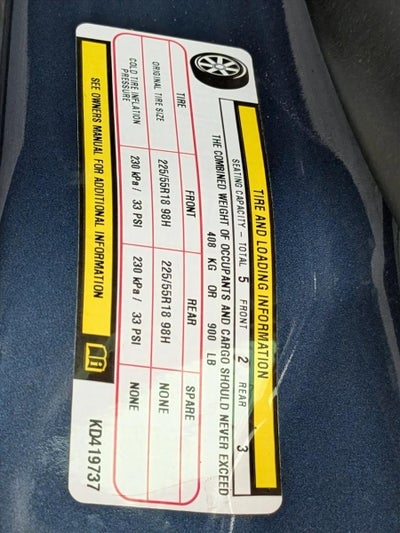 TIRE AND LOADING INFORMATION
SEATING CAPACITY – TOTAL 5 FRONT 2 REAR 3
THE COMBINED WEIGHT OF OCCUPANTS AND CARGO SHOULD NEVER EXCEED
408 KG OR 900 LB
TIRE FRONT REAR SPARE
ORIGINAL TIRE SIZE 225/55R18 98H 225/55R18 98H NONE
COLD TIRE INFLATION
PRESSURE 230 kPa / 33 PSI 230 kPa / 33 PSI NONE
SEE OWNERS MANUAL FOR ADDITIONAL INFORMATION
KD419737